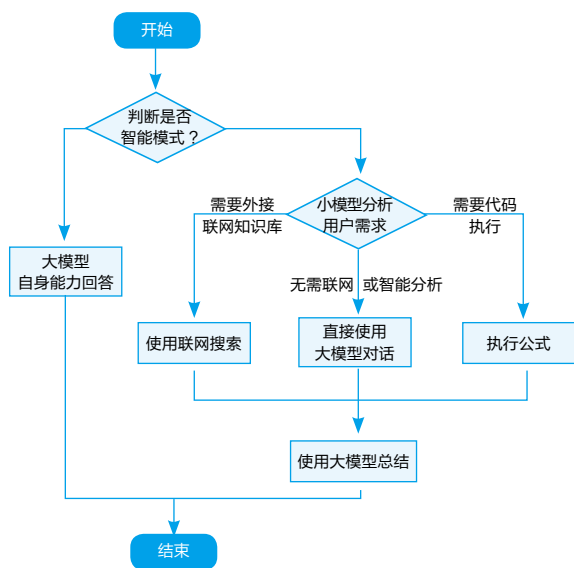 开始
判断是否
智能模式？
小模型分析
用户需求
需要外接
联网知识库
需要代码
执行
大模型
自身能力回答
无需联网 或智能分析
使用联网搜索
直接使用
大模型对话
执行公式
使用大模型总结
结束